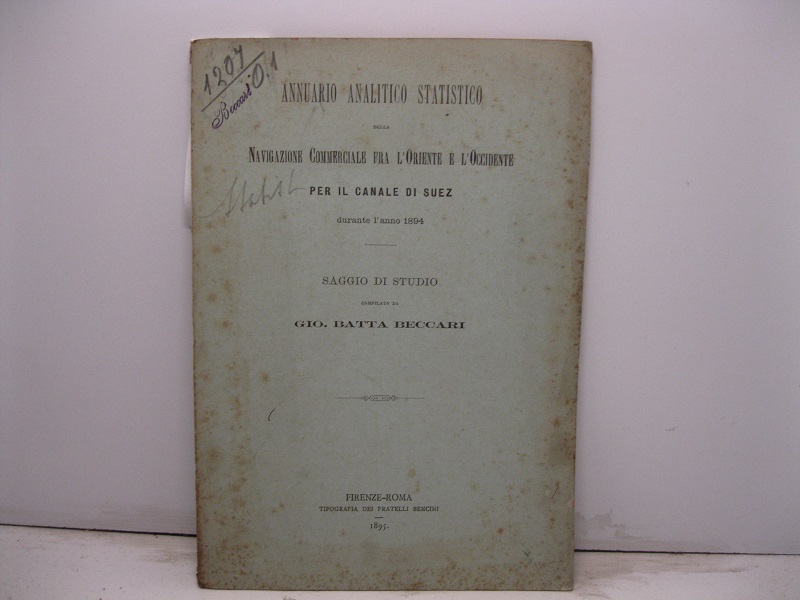 1207
O.1
Beccari
ANNUARIO ANALITICO STATISTICO
DELLA
NAVIGAZIONE COMMERCIALE FRA L'ORIENTE E L'OCCIDENTE
PER IL CANALE DI SUEZ
durante l'anno 1894
Statist
SAGGIO DI STUDIO
COMPILATO DA
GIO. BATTA BECCARI
FIRENZE-ROMA
TIPOGRAFIA DEI FRATELLI BENCINI
1895.